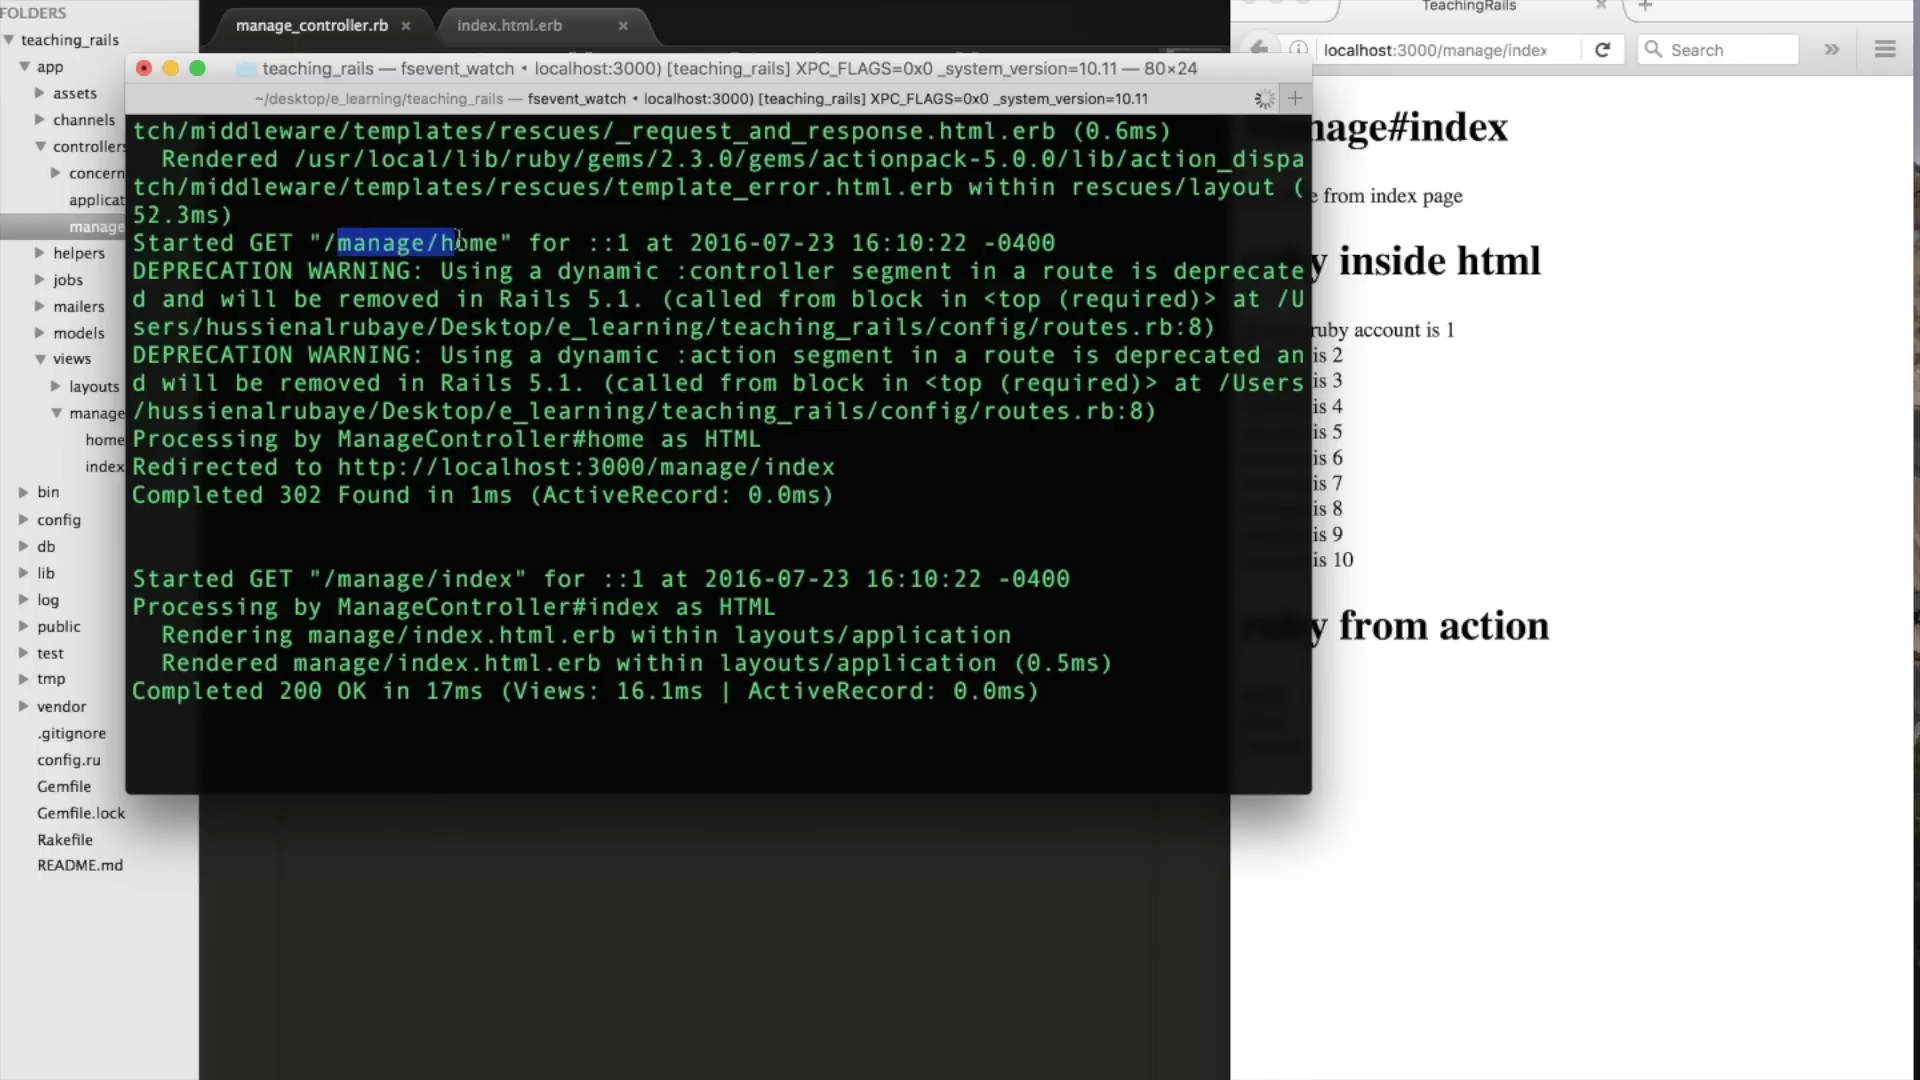 FOLDERS
teaching_rails
app
assets
channels
controllers
concern
applicat
manage
helpers
jobs
mailers
models
views
layouts
manage
home
index
bin
config
db
lib
log
public
test
tmp
vendor
.gitignore
config.ru
Gemfile
Gemfile.lock
Rakefile
README.md
manage_controller.rb ×
index.html.erb ×
teaching_rails — fsevent_watch • localhost:3000) [teaching_rails] XPC_FLAGS=0x0 _system_version=10.11 — 80×24
~/desktop/e_learning/teaching_rails — fsevent_watch • localhost:3000) [teaching_rails] XPC_FLAGS=0x0 _system_version=10.11
tch/middleware/templates/rescues/_request_and_response.html.erb (0.6ms)
Rendered /usr/local/lib/ruby/gems/2.3.0/gems/actionpack-5.0.0/lib/action_dispa
tch/middleware/templates/rescues/template_error.html.erb within rescues/layout (
52.3ms)
Started GET "/manage/home" for ::1 at 2016-07-23 16:10:22 -0400
DEPRECATION WARNING: Using a dynamic :controller segment in a route is deprecate
d and will be removed in Rails 5.1. (called from block in <top (required)> at /U
sers/hussienalrubaye/Desktop/e_learning/teaching_rails/config/routes.rb:8)
DEPRECATION WARNING: Using a dynamic :action segment in a route is deprecated an
d will be removed in Rails 5.1. (called from block in <top (required)> at /Users
/hussienalrubaye/Desktop/e_learning/teaching_rails/config/routes.rb:8)
Processing by ManageController#home as HTML
Redirected to http://localhost:3000/manage/index
Completed 302 Found in 1ms (ActiveRecord: 0.0ms)
Started GET "/manage/index" for ::1 at 2016-07-23 16:10:22 -0400
Processing by ManageController#index as HTML
Rendering manage/index.html.erb within layouts/application
Rendered manage/index.html.erb within layouts/application (0.5ms)
Completed 200 OK in 17ms (Views: 16.1ms | ActiveRecord: 0.0ms)
TeachingRails
localhost:3000/manage/index
Search
nage#index
e from index page
y inside html
ruby account is 1
is 2
is 3
is 4
is 5
is 6
is 7
is 8
is 9
is 10
y from action